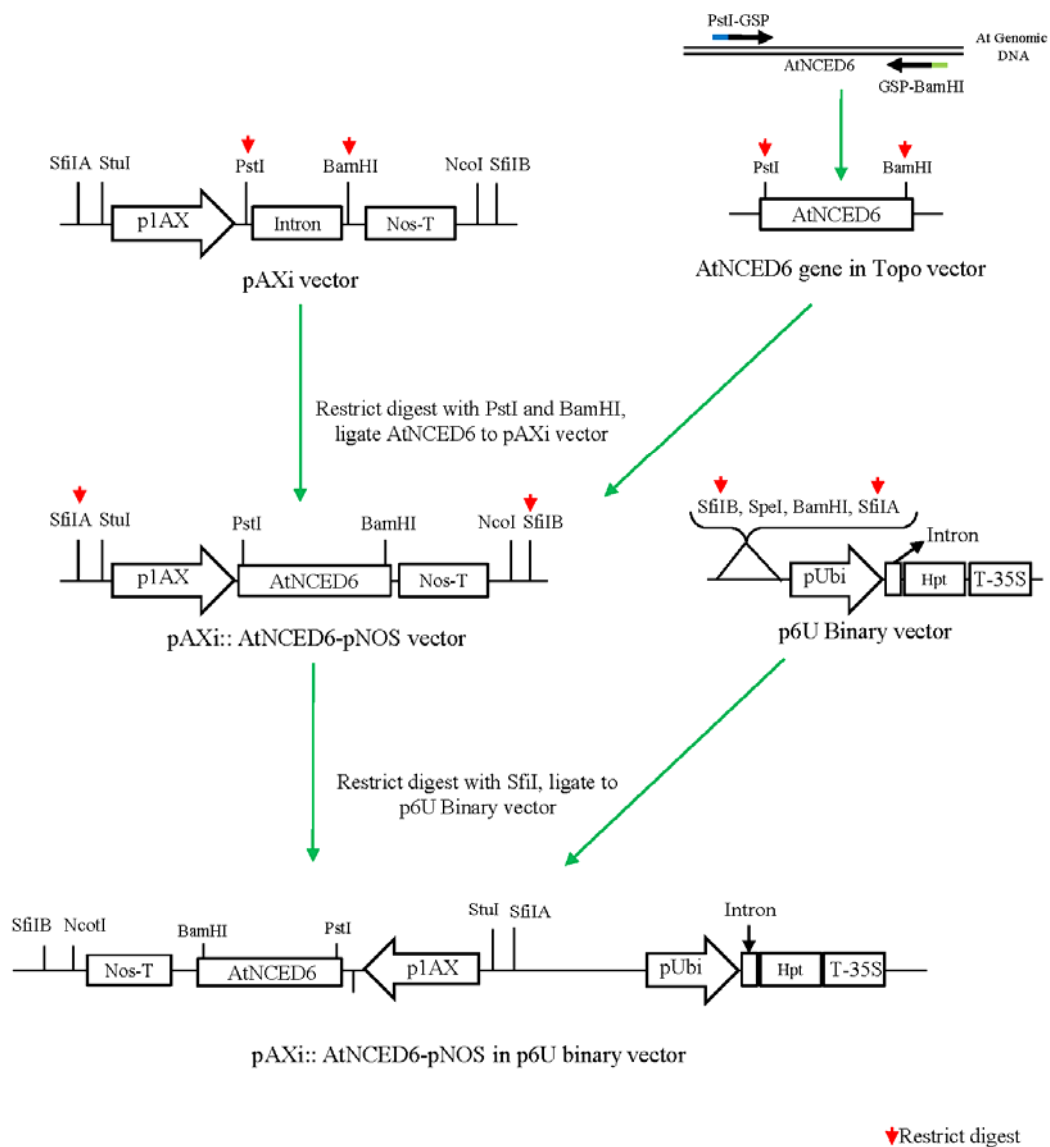 PstI-GSP
At Genomic
DNA
AtNCED6
GSP-BamHI
SfiIA StuI PstI BamHI NcoI SfiIB
p1AX Intron Nos-T
pAXi vector
PstI BamHI
AtNCED6
AtNCED6 gene in Topo vector
Restrict digest with PstI and BamHI,
ligate AtNCED6 to pAXi vector
SfiIA StuI PstI BamHI NcoI SfiIB
p1AX AtNCED6 Nos-T
pAXi:: AtNCED6-pNOS vector
SfiIB, SpeI, BamHI, SfiIA
Intron
pUbi Hpt T-35S
p6U Binary vector
Restrict digest with SfiI, ligate to
p6U Binary vector
SfiIB NcotI BamHI PstI StuI SfiIA Intron
Nos-T AtNCED6 p1AX pUbi Hpt T-35S
pAXi:: AtNCED6-pNOS in p6U binary vector
Restrict digest